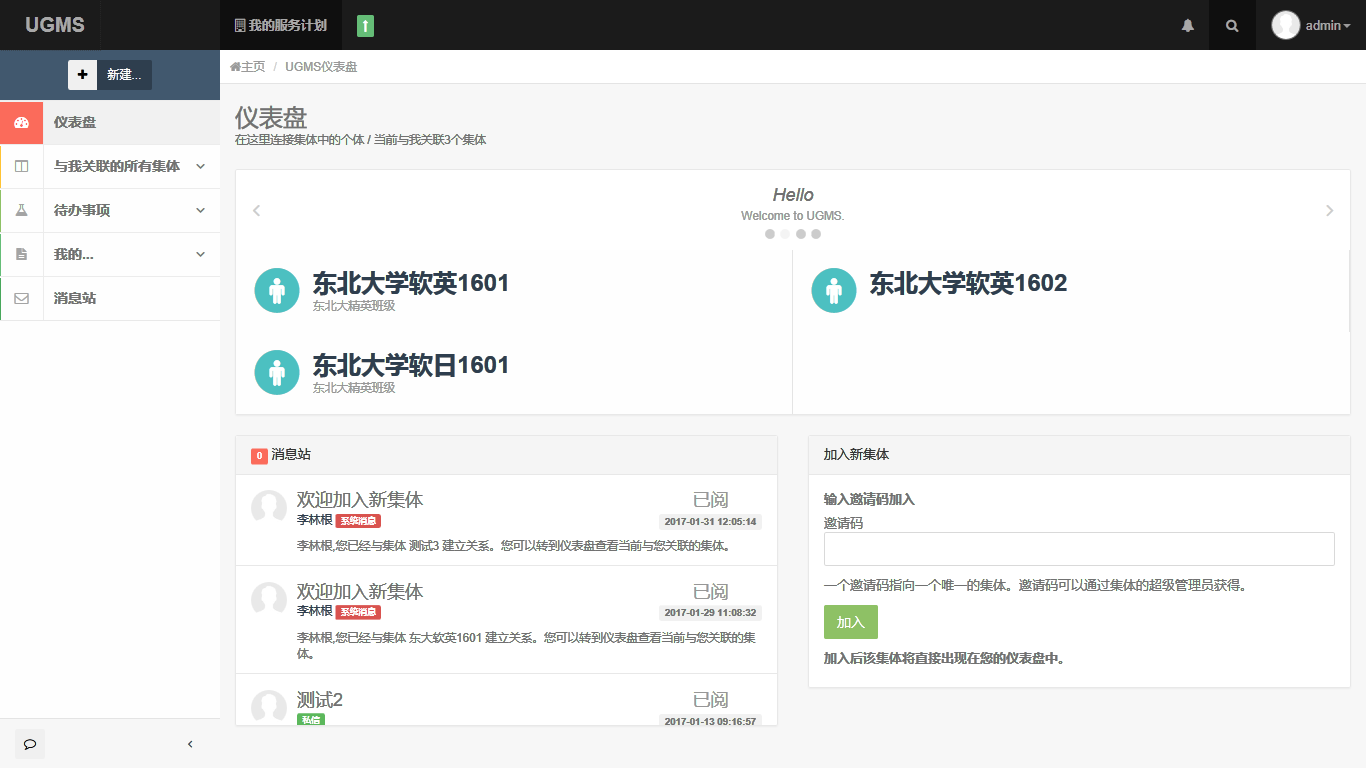 UGMS
我的服务计划
admin
新建...
主页 / UGMS仪表盘
仪表盘
与我关联的所有集体
待办事项
我的...
消息站
仪表盘
在这里连接集体中的个体 / 当前与我关联3个集体
Hello
Welcome to UGMS.
东北大学软英1601
东北大精英班级
东北大学软英1602
东北大学软日1601
东北大精英班级
0 消息站
欢迎加入新集体 已阅
李林根 系统消息 2017-01-31 12:05:14
李林根,您已经与集体 测试3 建立关系。您可以转到仪表盘查看当前与您关联的集体。
欢迎加入新集体 已阅
李林根 系统消息 2017-01-29 11:08:32
李林根,您已经与集体 东大软英1601 建立关系。您可以转到仪表盘查看当前与您关联的集
体。
测试2 已阅
私信 2017-01-13 09:16:57
加入新集体
输入邀请码加入
邀请码
一个邀请码指向一个唯一的集体。邀请码可以通过集体的超级管理员获得。
加入
加入后该集体将直接出现在您的仪表盘中。